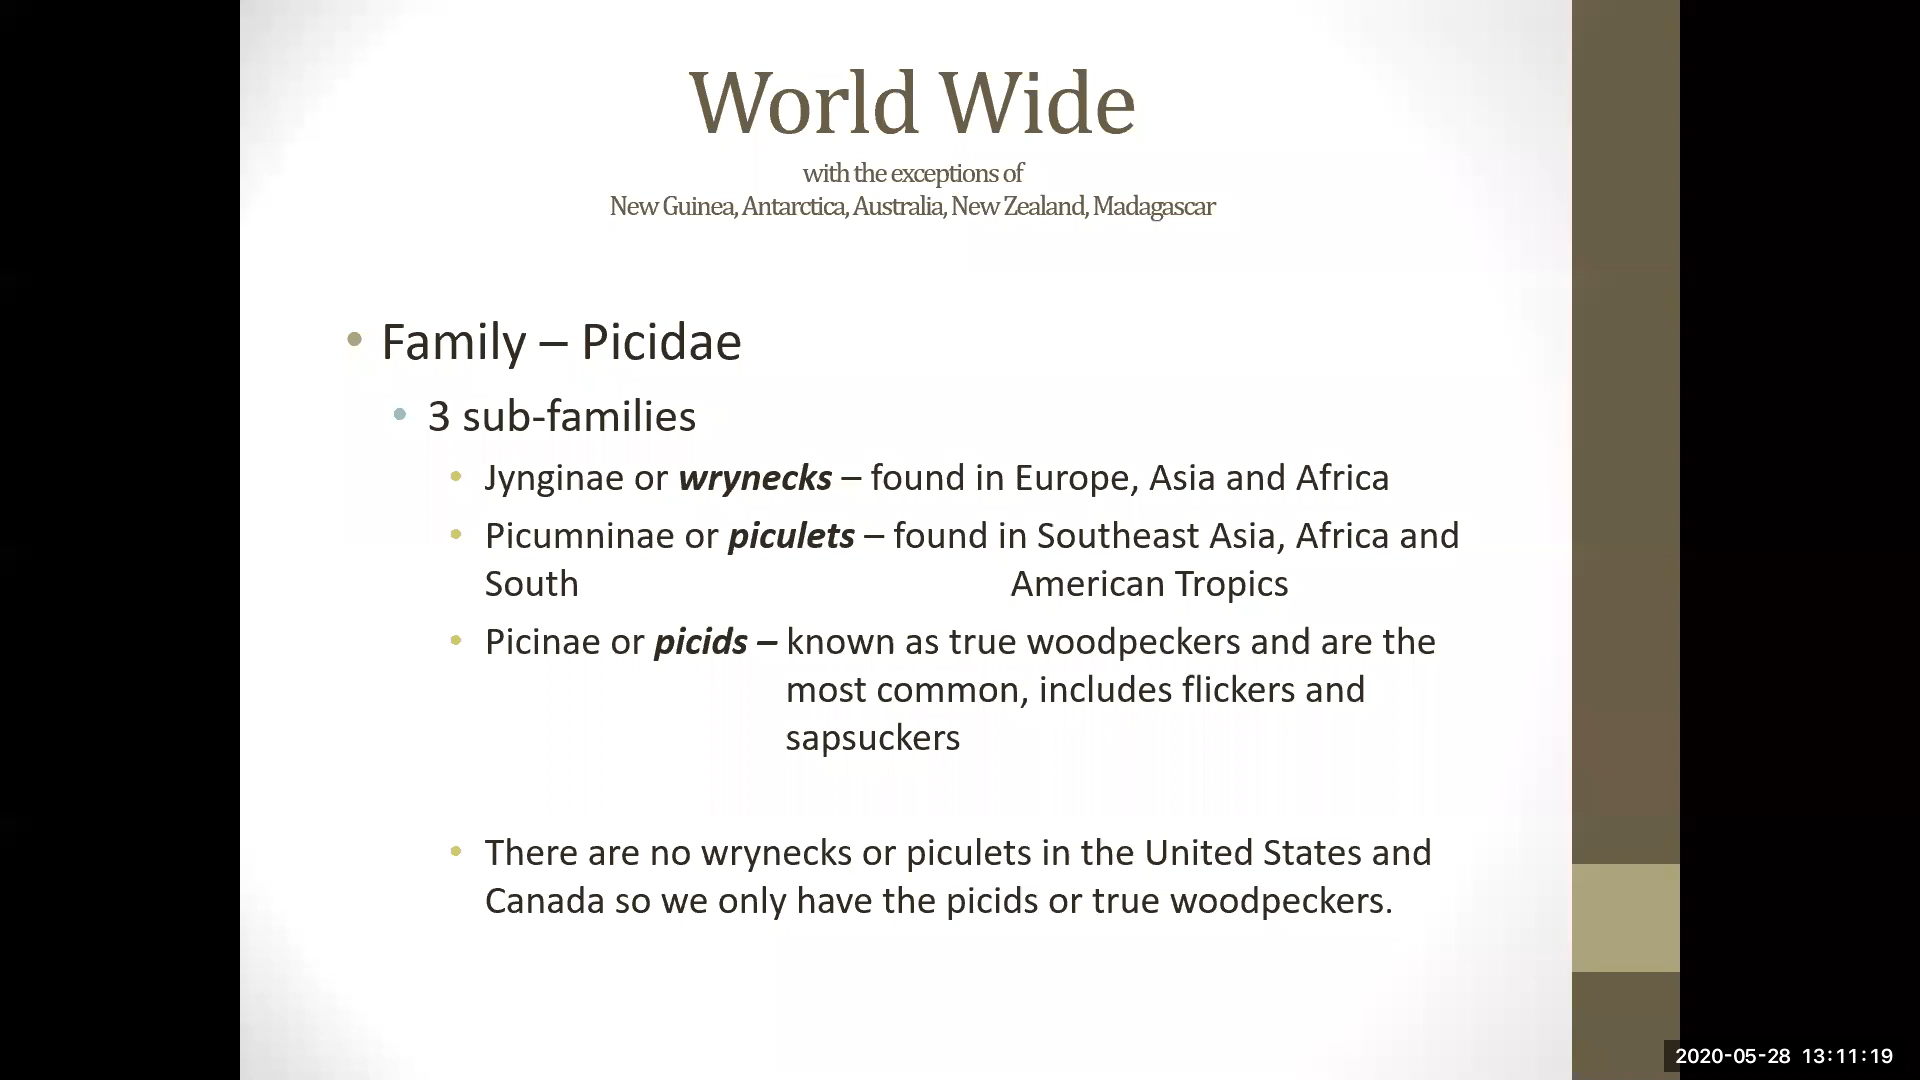 World Wide
with the exceptions of
New Guinea, Antarctica, Australia, New Zealand, Madagascar
• Family – Picidae
• 3 sub-families
• Jynginae or wrynecks – found in Europe, Asia and Africa
• Picumninae or piculets – found in Southeast Asia, Africa and
South American Tropics
• Picinae or picids – known as true woodpeckers and are the
most common, includes flickers and
sapsuckers
• There are no wrynecks or piculets in the United States and
Canada so we only have the picids or true woodpeckers.
2020-05-28 13:11:19